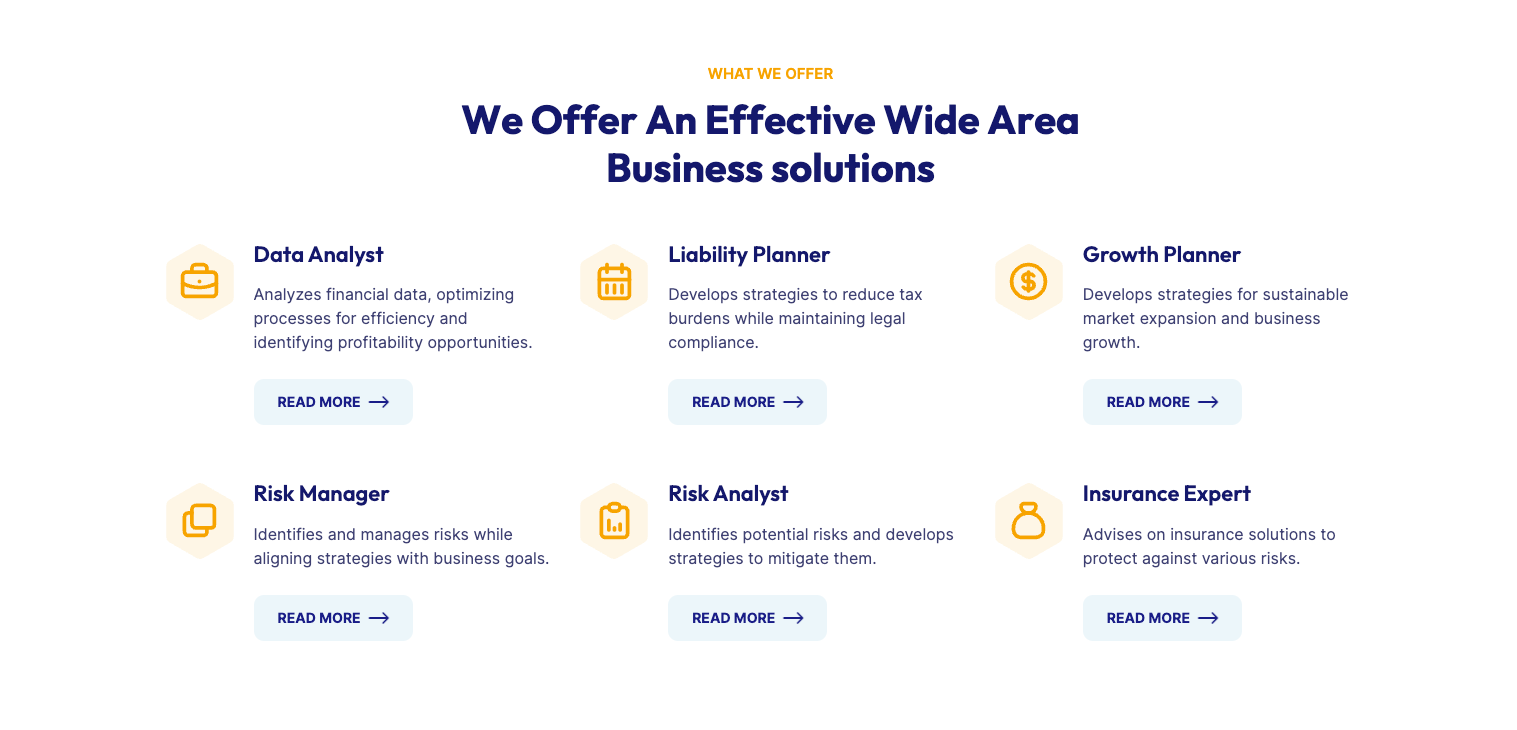 WHAT WE OFFER
We Offer An Effective Wide Area
Business solutions
Data Analyst
Analyzes financial data, optimizing
processes for efficiency and
identifying profitability opportunities.
READ MORE
Liability Planner
Develops strategies to reduce tax
burdens while maintaining legal
compliance.
READ MORE
Growth Planner
Develops strategies for sustainable
market expansion and business
growth.
READ MORE
Risk Manager
Identifies and manages risks while
aligning strategies with business goals.
READ MORE
Risk Analyst
Identifies potential risks and develops
strategies to mitigate them.
READ MORE
Insurance Expert
Advises on insurance solutions to
protect against various risks.
READ MORE